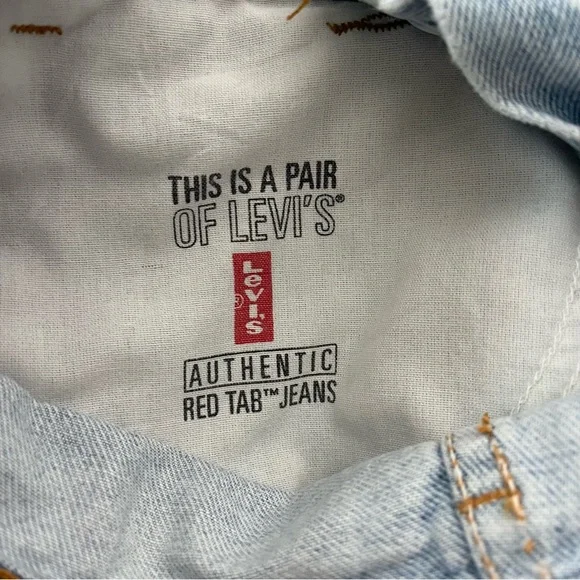 THIS IS A PAIR
OF LEVI'S®
Levi's
®
AUTHENTIC
RED TAB™ JEANS